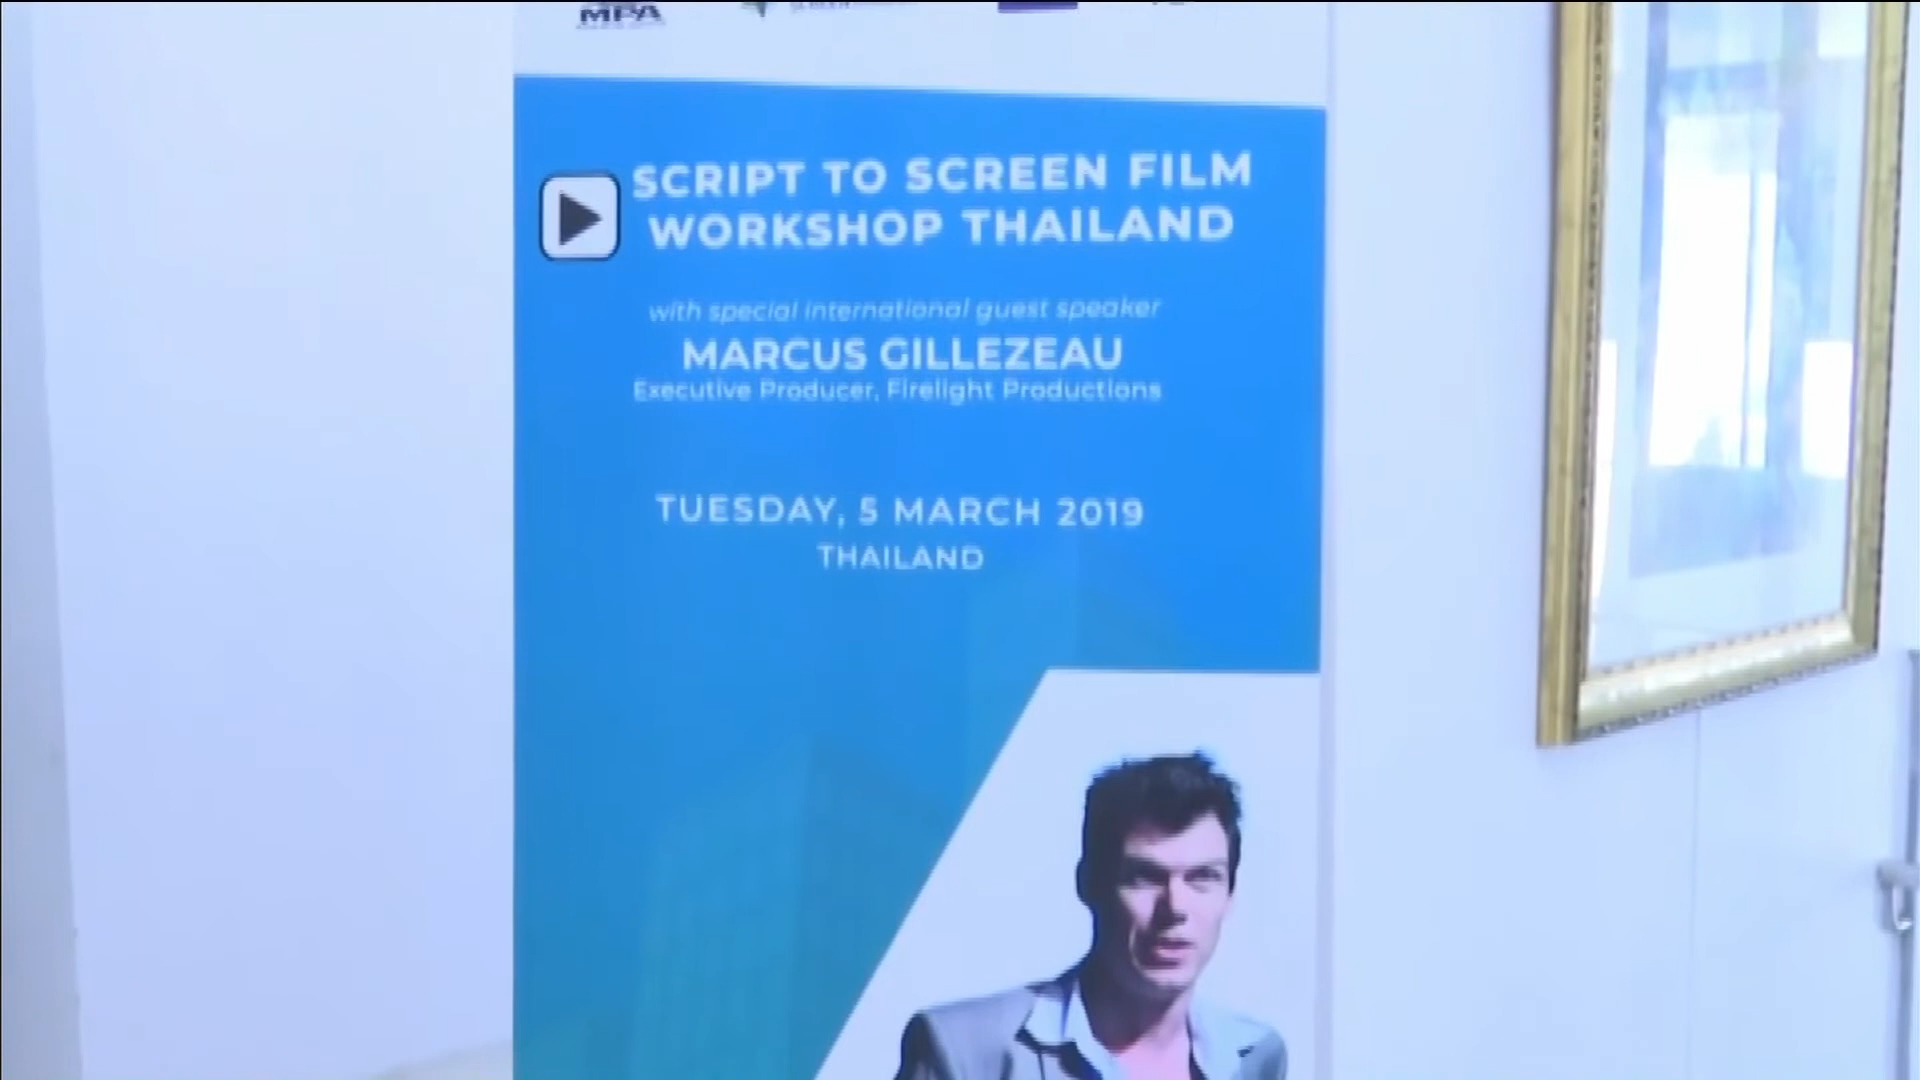 MPA
SCRIPT TO SCREEN FILM
WORKSHOP THAILAND
with special international guest speaker
MARCUS GILLEZEAU
Executive Producer, Firelight Productions
TUESDAY, 5 MARCH 2019
THAILAND